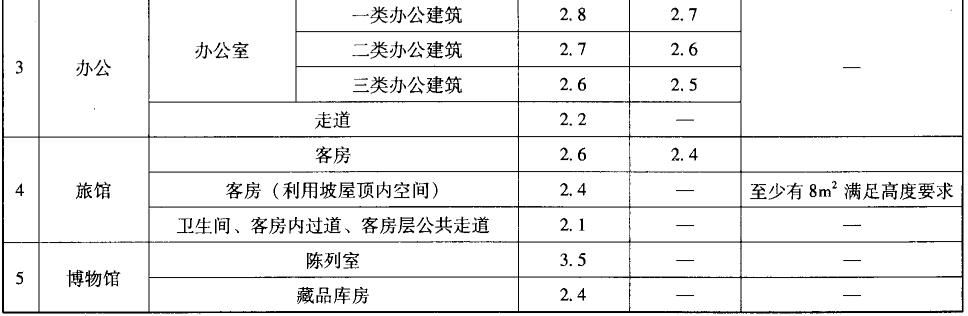 3 办公 办公室 一类办公建筑 2.8 2.7 —
二类办公建筑 2.7 2.6
三类办公建筑 2.6 2.5
走道 2.2 —
4 旅馆 客房 2.6 2.4
客房(利用坡屋顶内空间) 2.4 — 至少有 8m² 满足高度要求
卫生间、客房内过道、客房层公共走道 2.1 — —
5 博物馆 陈列室 3.5 — —
藏品库房 2.4 — —